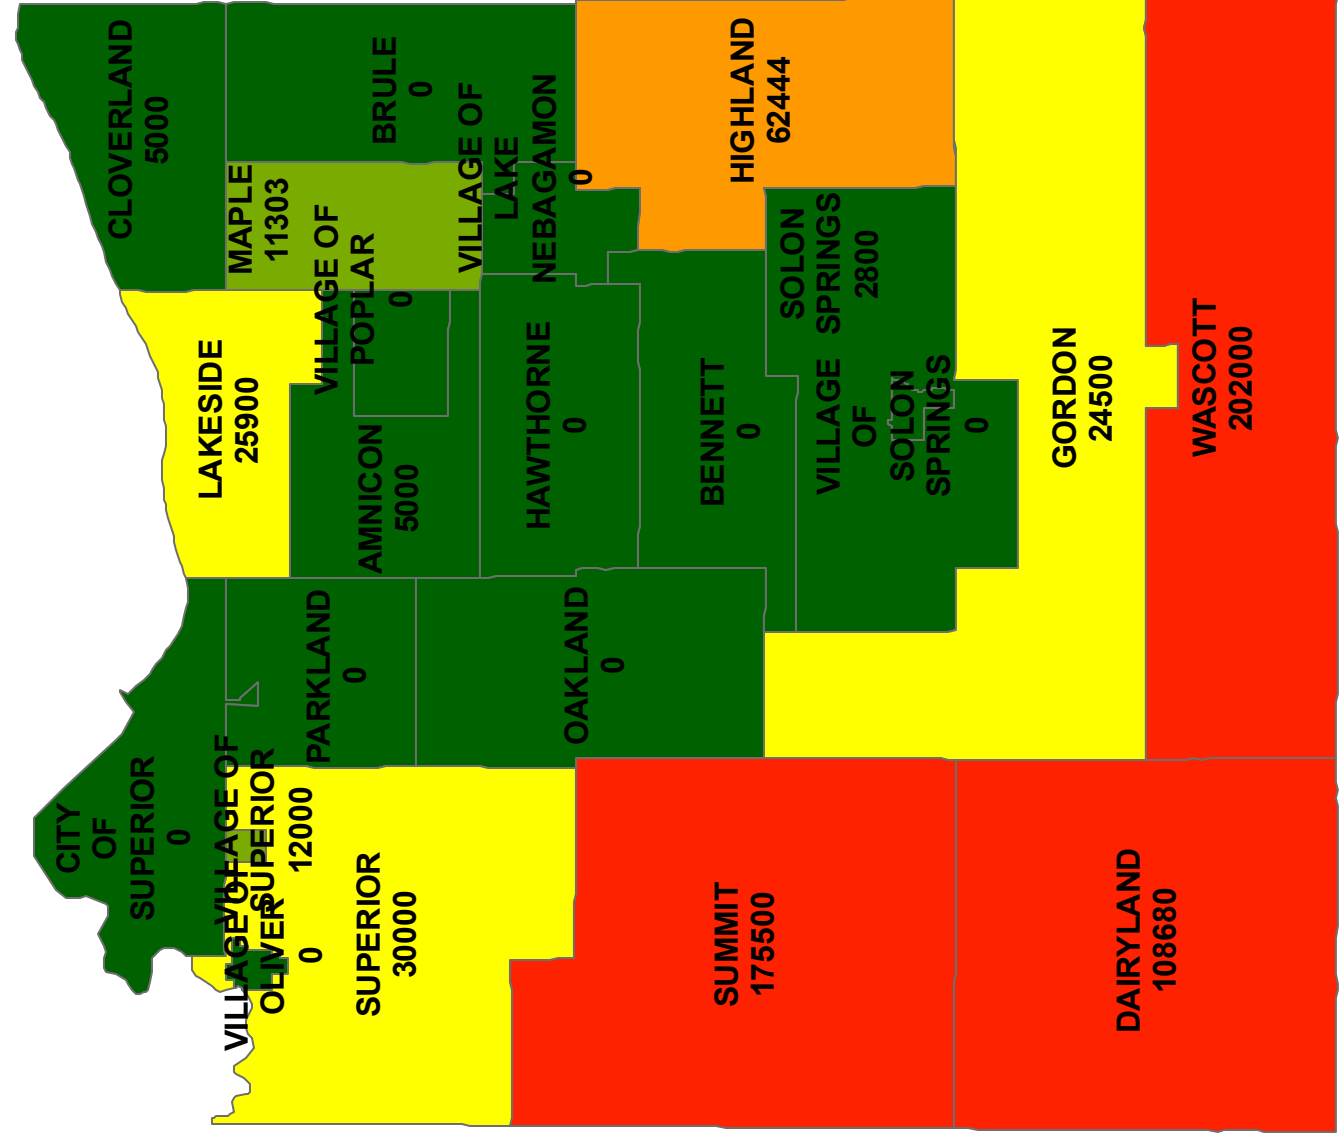 CLOVERLAND
5000
BRULE
0
HIGHLAND
62444
MAPLE
11303
VILLAGE OF
LAKE
NEBAGAMON
0
VILLAGE OF
POPLAR
0
SOLON
SPRINGS
2800
LAKESIDE
25900
AMNICON
5000
HAWTHORNE
0
BENNETT
0
VILLAGE
OF
SOLON
SPRINGS
0
GORDON
24500
WASCOTT
202000
PARKLAND
0
OAKLAND
0
CITY
OF
SUPERIOR
0
VILLAGE OF
SUPERIOR
12000
VILLAGE OF
OLIVER
0
SUPERIOR
30000
SUMMIT
175500
DAIRYLAND
108680